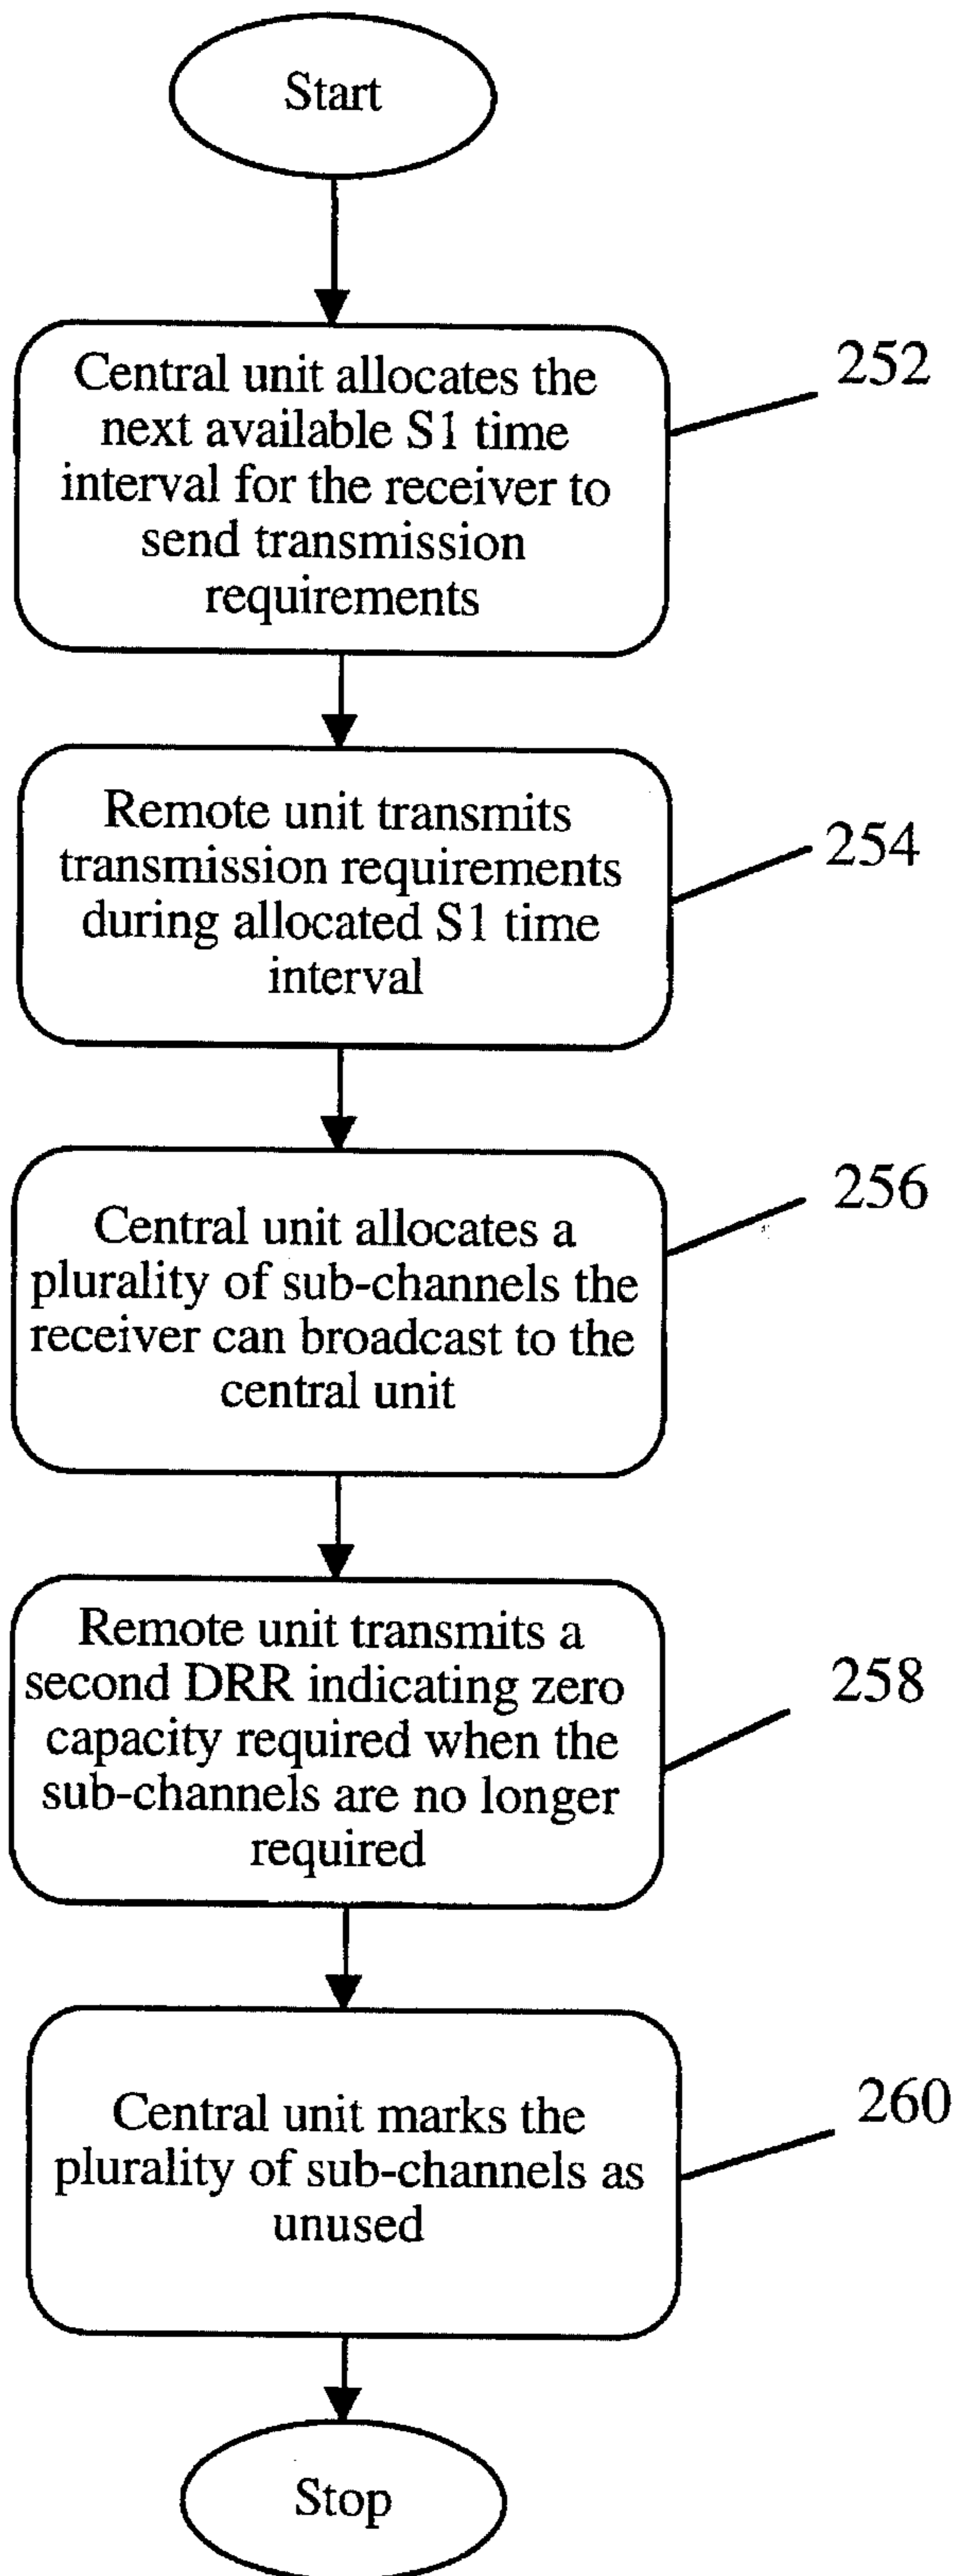 Start
Central unit allocates the
next available S1 time
interval for the receiver to
send transmission
requirements
252
Remote unit transmits
transmission requirements
during allocated S1 time
interval
254
Central unit allocates a
plurality of sub-channels the
receiver can broadcast to the
central unit
256
Remote unit transmits a
second DRR indicating zero
capacity required when the
sub-channels are no longer
required
258
Central unit marks the
plurality of sub-channels as
unused
260
Stop